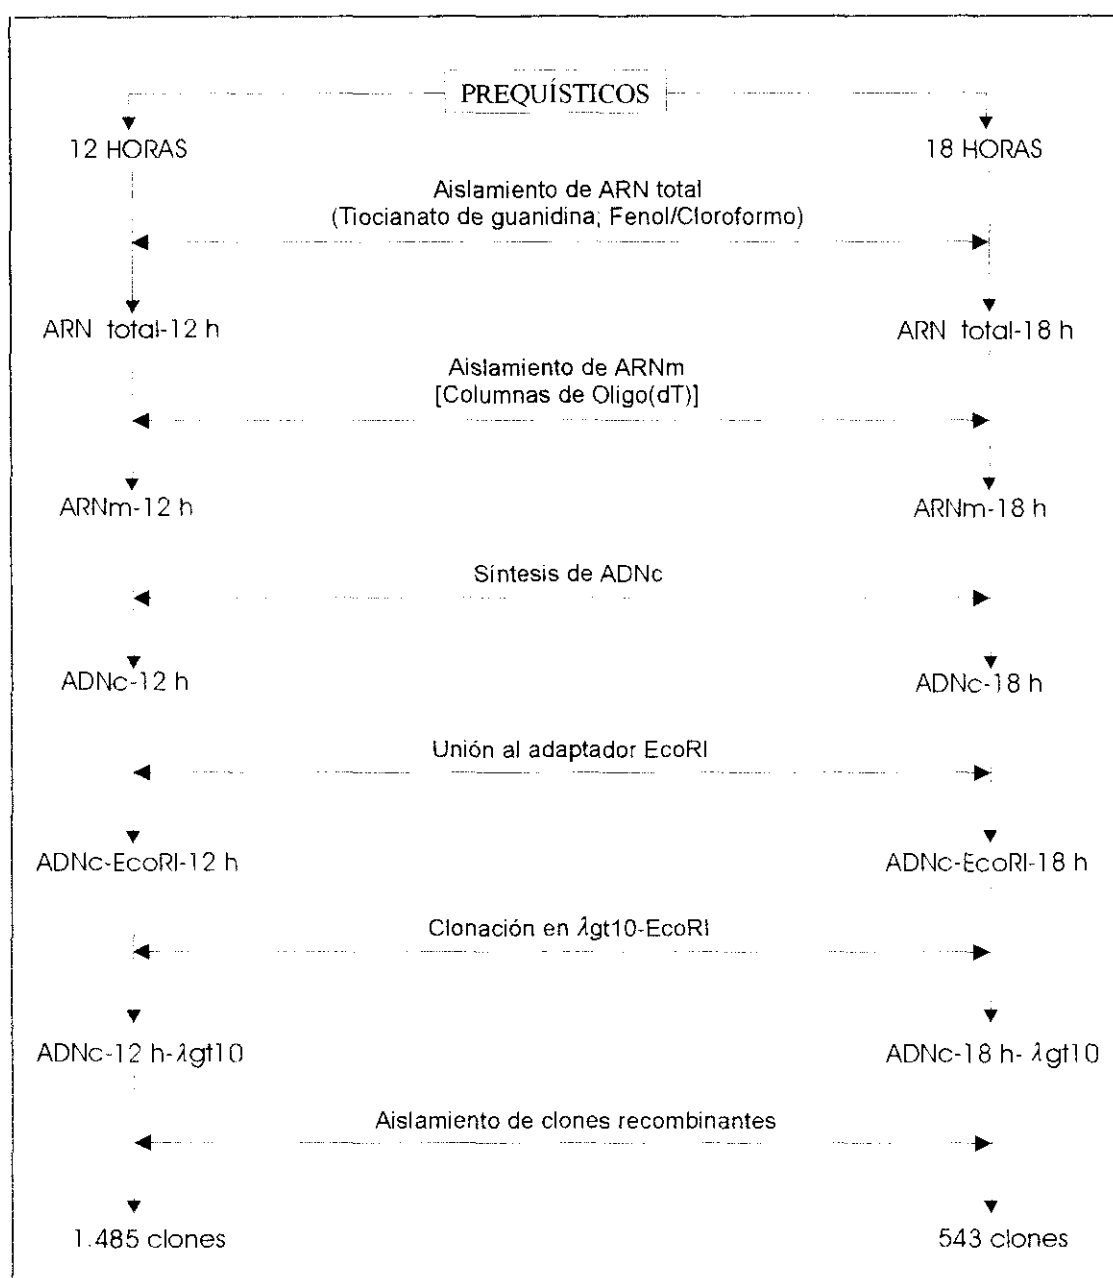 PREQUÍSTICOS
12 HORAS
18 HORAS
Aislamiento de ARN total
(Tiocianato de guanidina; Fenol/Cloroformo)
ARN total-12 h
ARN total-18 h
Aislamiento de ARNm
[Columnas de Oligo(dT)]
ARNm-12 h
ARNm-18 h
Síntesis de ADNc
ADNc-12 h
ADNc-18 h
Unión al adaptador EcoRI
ADNc-EcoRI-12 h
ADNc-EcoRI-18 h
Clonación en λgt10-EcoRI
ADNc-12 h-λgt10
ADNc-18 h- λgt10
Aislamiento de clones recombinantes
1.485 clones
543 clones